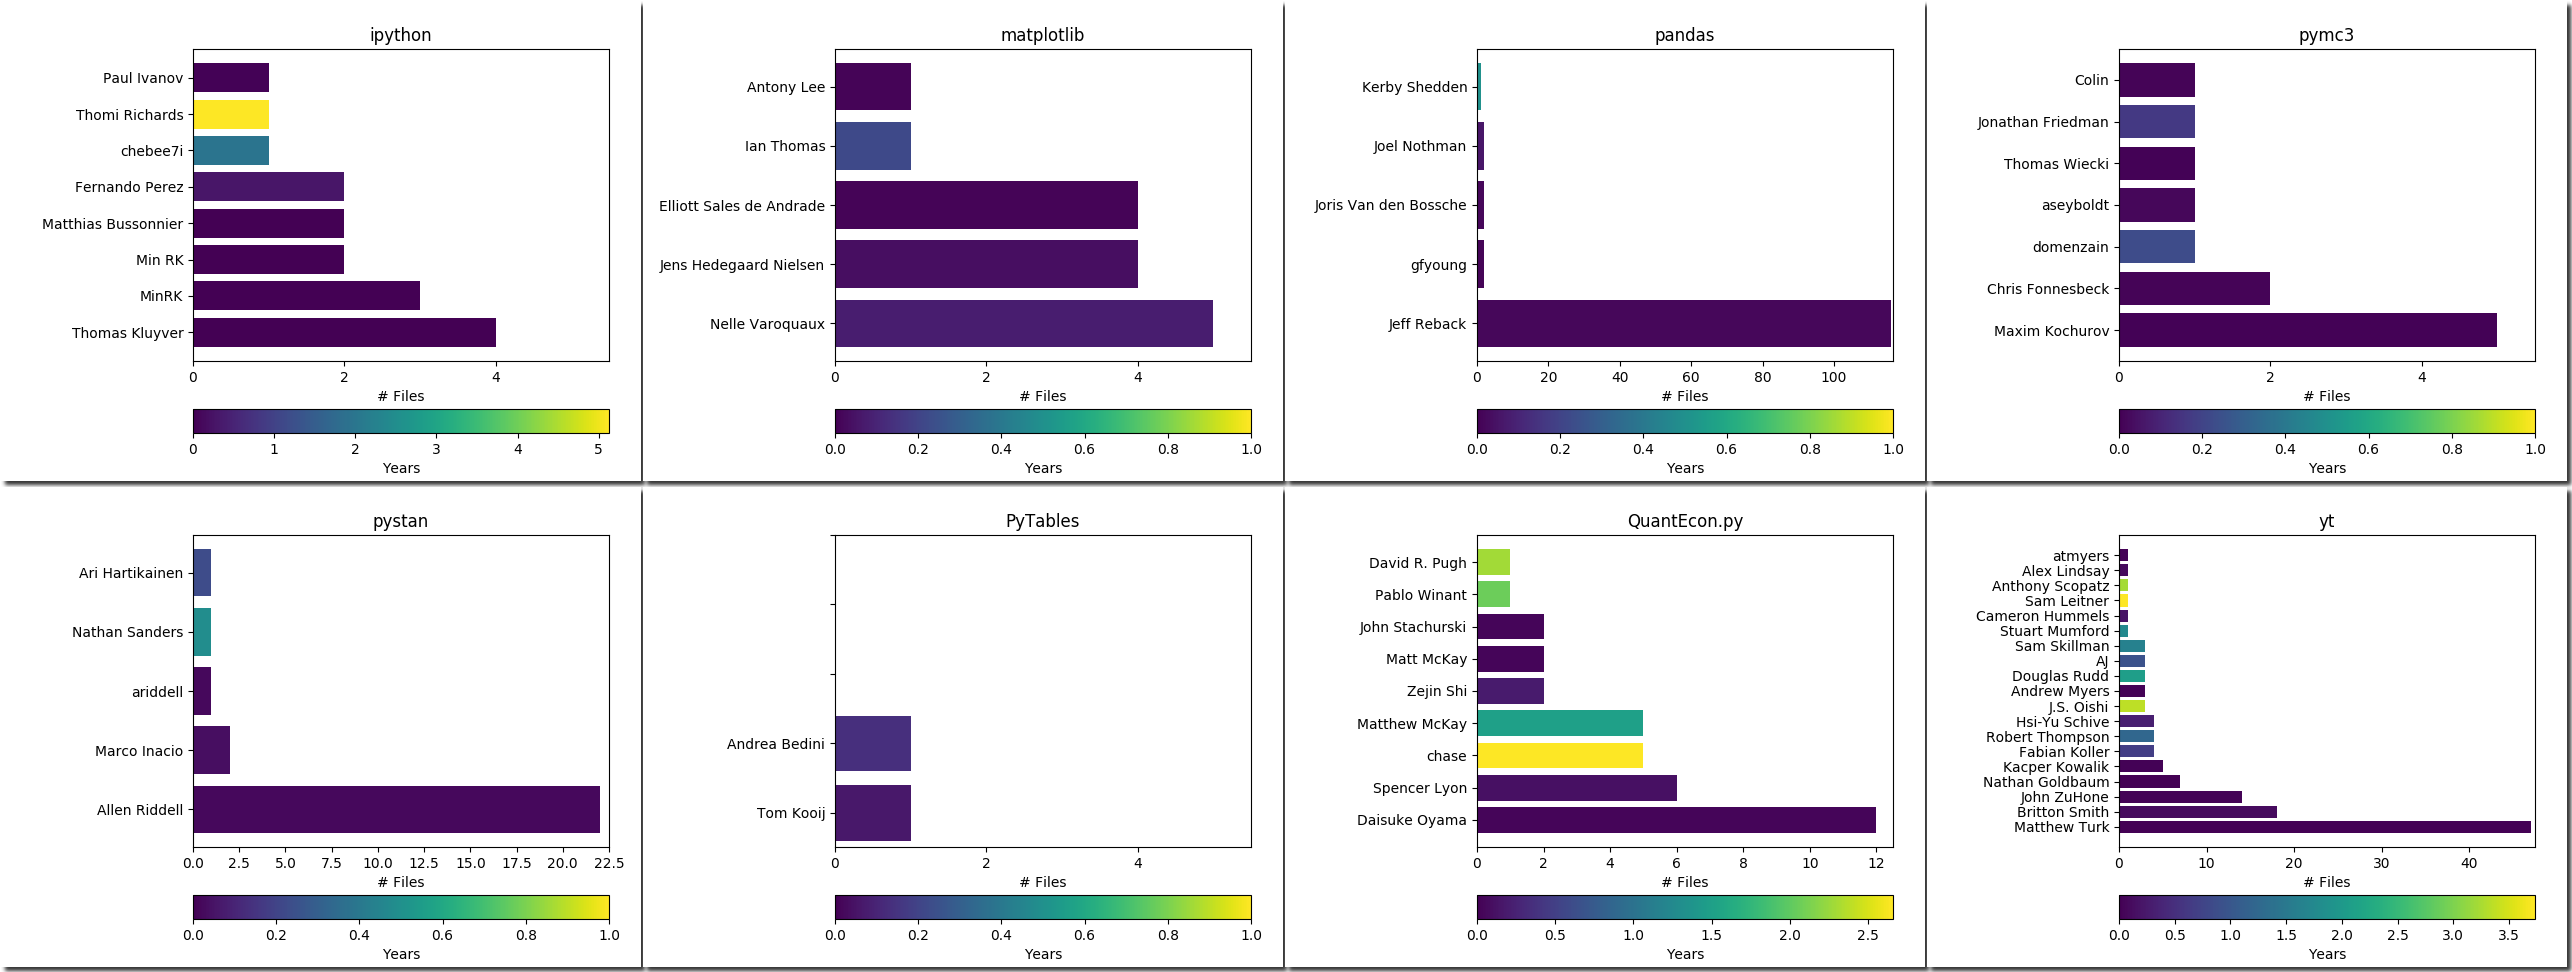 ipython
Paul Ivanov
Thomi Richards
chebee7i
Fernando Perez
Matthias Bussonnier
Min RK
MinRK
Thomas Kluyver
0 2 4
# Files
0 1 2 3 4 5
Years
matplotlib
Antony Lee
Ian Thomas
Elliott Sales de Andrade
Jens Hedegaard Nielsen
Nelle Varoquaux
0 2 4
# Files
0.0 0.2 0.4 0.6 0.8 1.0
Years
pandas
Kerby Shedden
Joel Nothman
Joris Van den Bossche
gfyoung
Jeff Reback
0 20 40 60 80 100
# Files
0.0 0.2 0.4 0.6 0.8 1.0
Years
pymc3
Colin
Jonathan Friedman
Thomas Wiecki
aseyboldt
domenzain
Chris Fonnesbeck
Maxim Kochurov
0 2 4
# Files
0.0 0.2 0.4 0.6 0.8 1.0
Years
pystan
Ari Hartikainen
Nathan Sanders
ariddell
Marco Inacio
Allen Riddell
0.0 2.5 5.0 7.5 10.0 12.5 15.0 17.5 20.0 22.5
# Files
0.0 0.2 0.4 0.6 0.8 1.0
Years
PyTables
Andrea Bedini
Tom Kooij
0 2 4
# Files
0.0 0.2 0.4 0.6 0.8 1.0
Years
QuantEcon.py
David R. Pugh
Pablo Winant
John Stachurski
Matt McKay
Zejin Shi
Matthew McKay
chase
Spencer Lyon
Daisuke Oyama
0 2 4 6 8 10 12
# Files
0.0 0.5 1.0 1.5 2.0 2.5
Years
yt
atmyers
Alex Lindsay
Anthony Scopatz
Sam Leitner
Cameron Hummels
Stuart Mumford
Sam Skillman
AJ
Douglas Rudd
Andrew Myers
J.S. Oishi
Hsi-Yu Schive
Robert Thompson
Fabian Koller
Kacper Kowalik
Nathan Goldbaum
John ZuHone
Britton Smith
Matthew Turk
0 10 20 30 40
# Files
0.0 0.5 1.0 1.5 2.0 2.5 3.0 3.5
Years